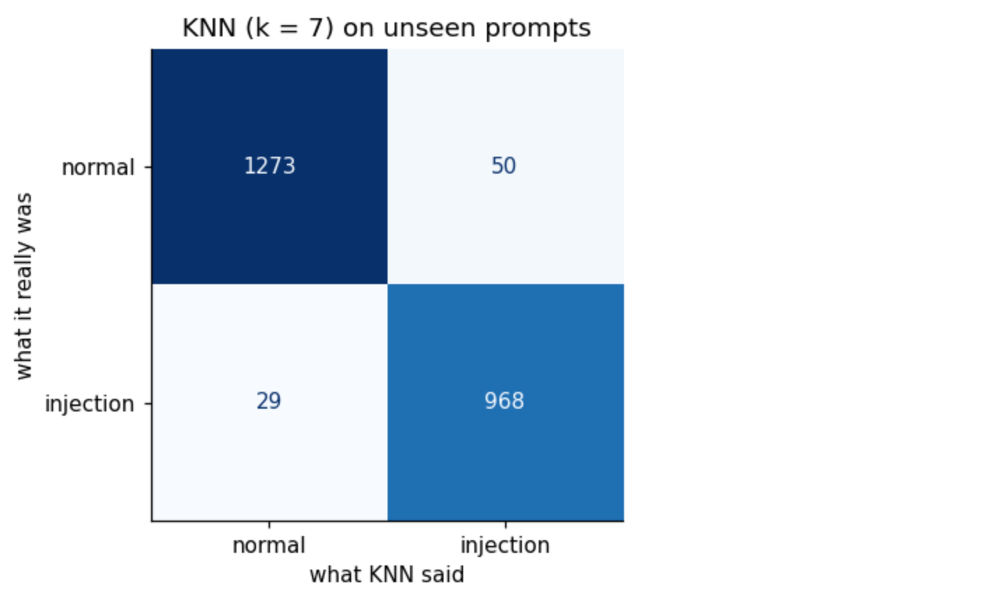 KNN (k = 7) on unseen prompts
what it really was
normal
1273
50
injection
29
968
normal
injection
what KNN said